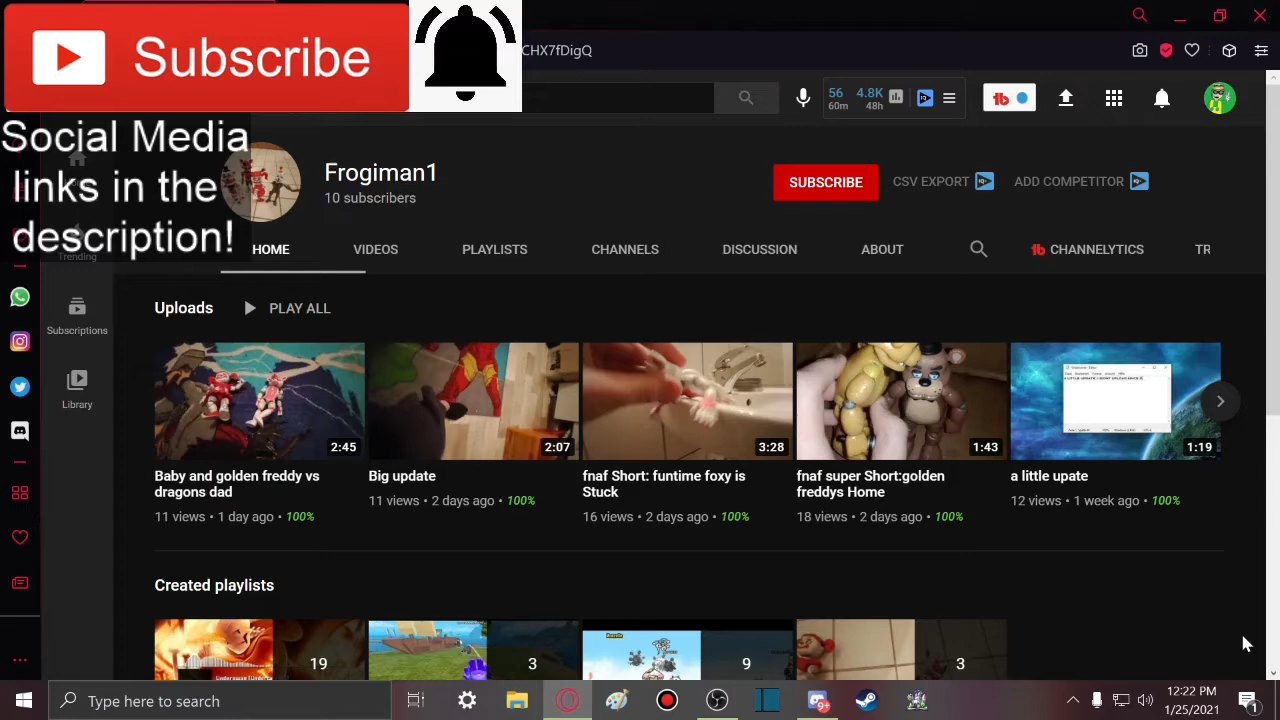 Subscribe
CHX7fDigQ
56
60m
4.8K
48h
Social Media
links in the
description!
Frogiman1
10 subscribers
SUBSCRIBE
CSV EXPORT
ADD COMPETITOR
HOME
VIDEOS
PLAYLISTS
CHANNELS
DISCUSSION
ABOUT
CHANNELYTICS
TR
Trending
Subscriptions
Library
Uploads
PLAY ALL
2:45
2:07
3:28
1:43
1:19
Baby and golden freddy vs
dragons dad
11 views • 1 day ago • 100%
Big update
11 views • 2 days ago • 100%
fnaf Short: funtime foxy is
Stuck
16 views • 2 days ago • 100%
fnaf super Short:golden
freddys Home
18 views • 2 days ago • 100%
a little upate
12 views • 1 week ago • 100%
Created playlists
19
3
9
3
Type here to search
9+
12:22 PM
1/25/2021
1